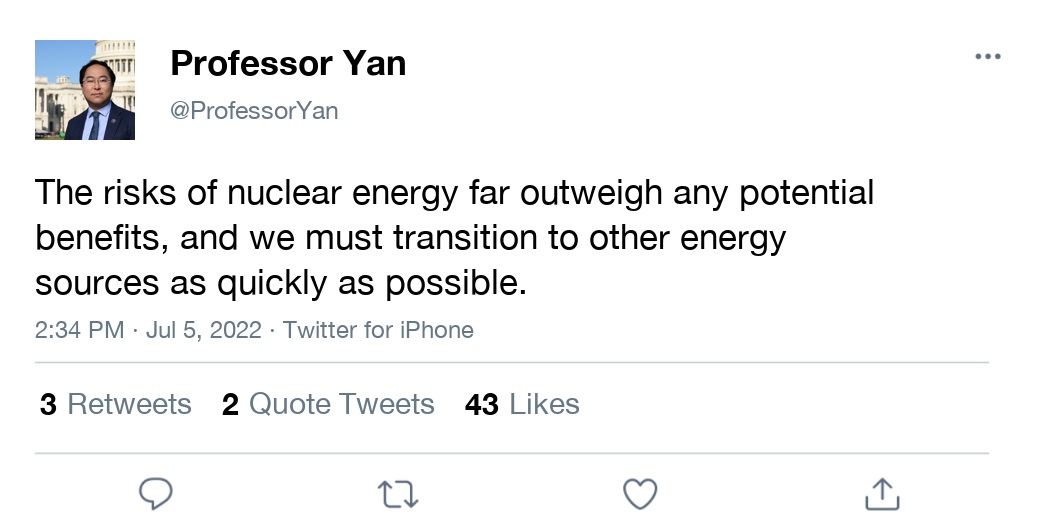 Professor Yan
@ProfessorYan
The risks of nuclear energy far outweigh any potential
benefits, and we must transition to other energy
sources as quickly as possible.
2:34 PM · Jul 5, 2022 · Twitter for iPhone
3 Retweets 2 Quote Tweets 43 Likes